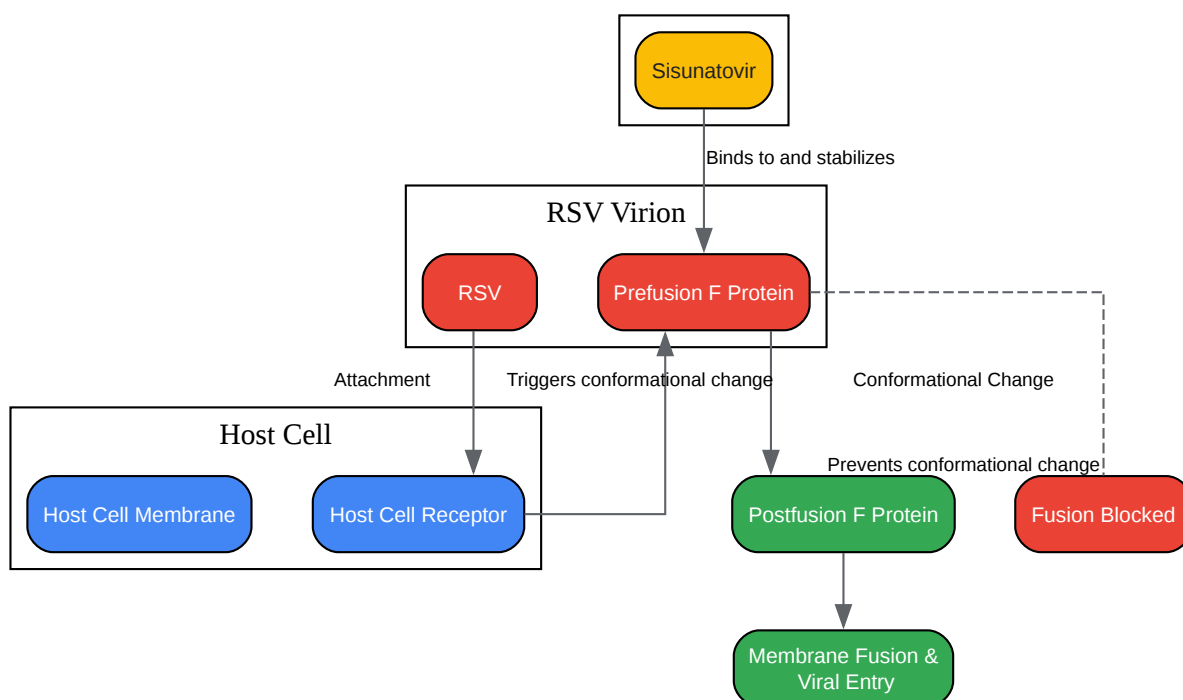 Sisunatovir
Binds to and stabilizes
RSV Virion
RSV
Prefusion F Protein
Attachment
Triggers conformational change
Conformational Change
Host Cell
Prevents conformational change
Host Cell Membrane
Host Cell Receptor
Postfusion F Protein
Fusion Blocked
Membrane Fusion &
Viral Entry